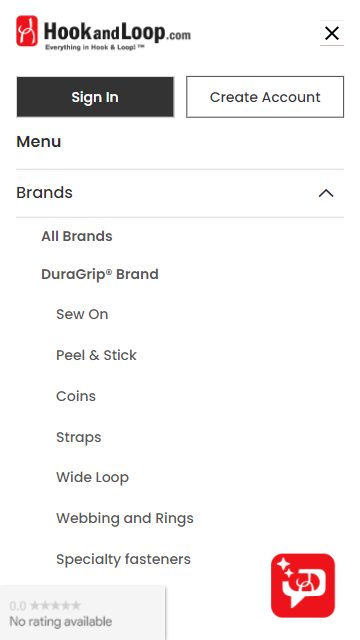 HookandLoop.com
Everything in Hook & Loop! ™
Sign In
Create Account
Menu
Brands
All Brands
DuraGrip® Brand
Sew On
Peel & Stick
Coins
Straps
Wide Loop
Webbing and Rings
Specialty fasteners
0.0 ★★★★★
No rating available